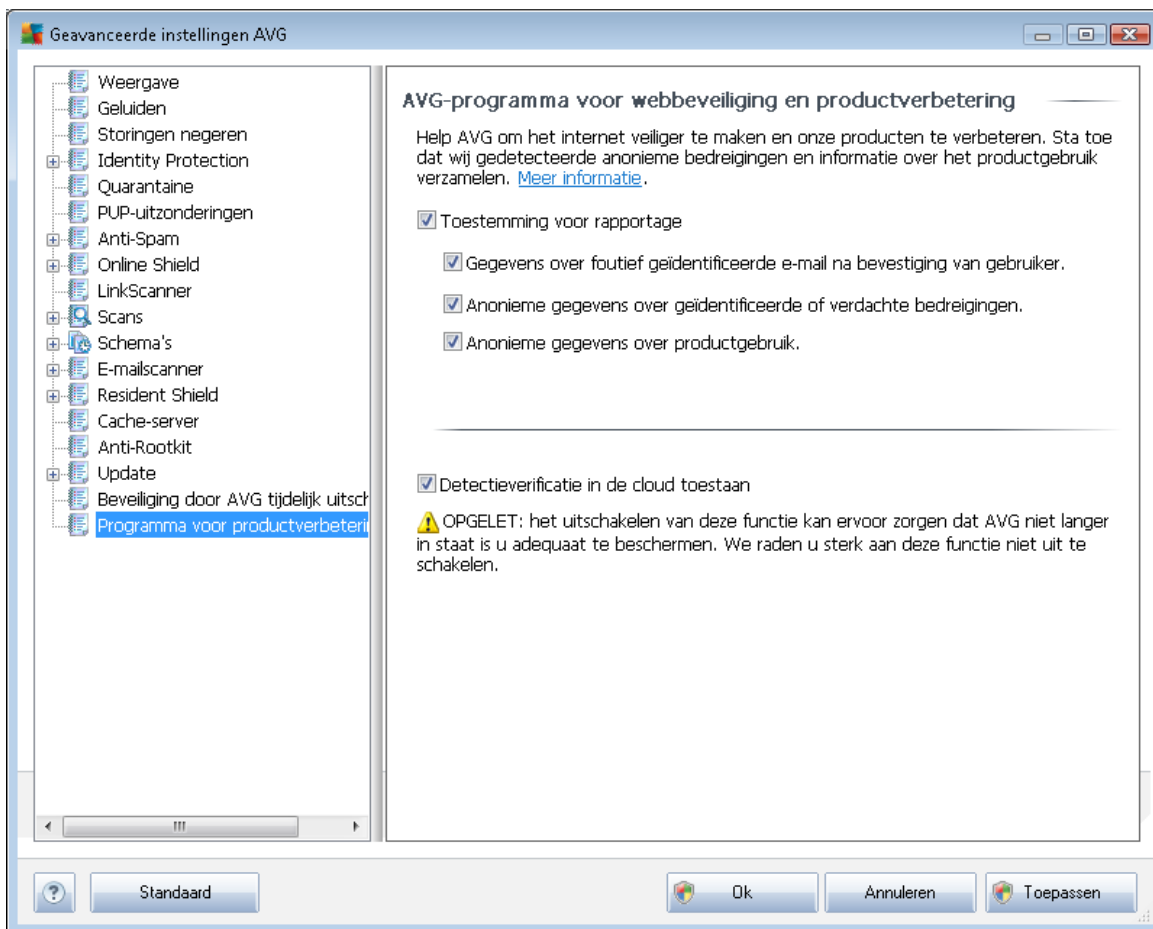 Geavanceerde instellingen AVG
Weergave
Geluiden
Storingen negeren
Identity Protection
Quarantaine
PUP-uitzonderingen
Anti-Spam
Online Shield
LinkScanner
Scans
Schema's
E-mailscanner
Resident Shield
Cache-server
Anti-Rootkit
Update
Beveiliging door AVG tijdelijk uitsch
Programma voor productverbeteri
AVG-programma voor webbeveiliging en productverbetering
Help AVG om het internet veiliger te maken en onze producten te verbeteren. Sta toe
dat wij gedetecteerde anonieme bedreigingen en informatie over het productgebruik
verzamelen. Meer informatie.
Toestemming voor rapportage
Gegevens over foutief geïdentificeerde e-mail na bevestiging van gebruiker.
Anonieme gegevens over geïdentificeerde of verdachte bedreigingen.
Anonieme gegevens over productgebruik.
Detectieverificatie in de cloud toestaan
OPGELET: het uitschakelen van deze functie kan ervoor zorgen dat AVG niet langer
in staat is u adequaat te beschermen. We raden u sterk aan deze functie niet uit te
schakelen.
?
Standaard
Ok
Annuleren
Toepassen